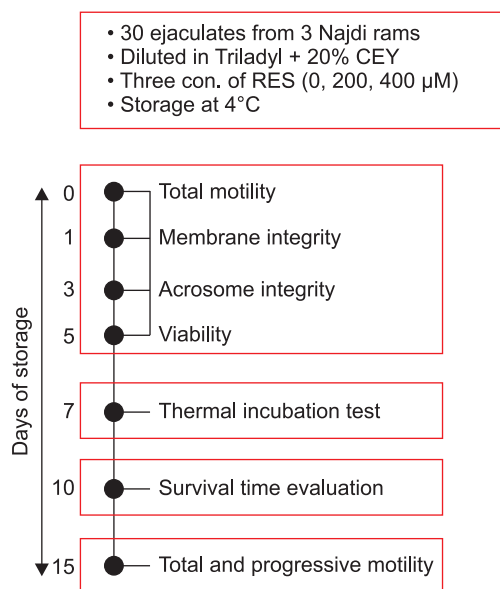 • 30 ejaculates from 3 Najdi rams
• Diluted in Triladyl + 20% CEY
• Three con. of RES (0, 200, 400 μM)
• Storage at 4°C
Days of storage
0 Total motility
1 Membrane integrity
3 Acrosome integrity
5 Viability
7 Thermal incubation test
10 Survival time evaluation
15 Total and progressive motility